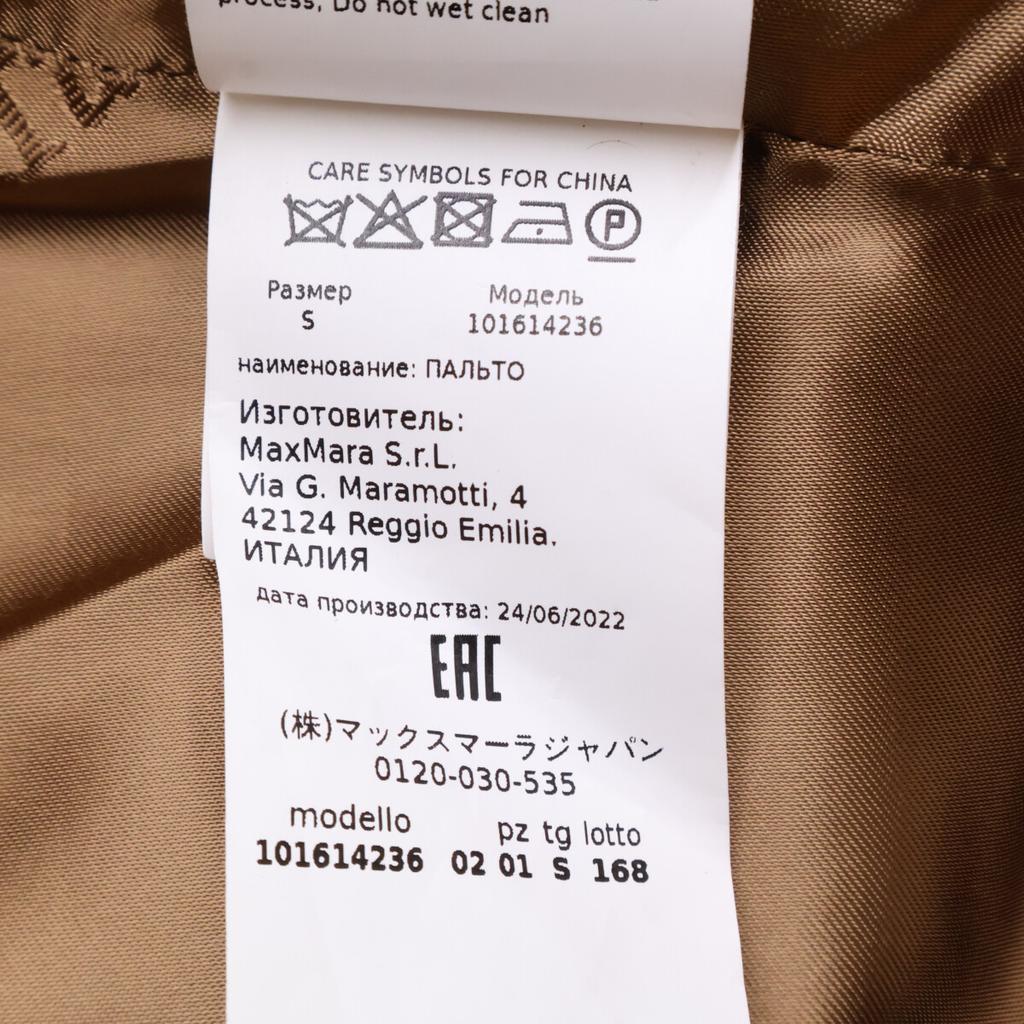 process, Do not wet clean
CARE SYMBOLS FOR CHINA
P
Размер Модель
S 101614236
наименование: ПАЛЬТО
Изготовитель:
MaxMara S.r.L.
Via G. Maramotti, 4
42124 Reggio Emilia.
ИТАЛИЯ
дата производства: 24/06/2022
EAC
(株)マックスマーラジャパン
0120-030-535
modello pz tg lotto
101614236 02 01 S 168